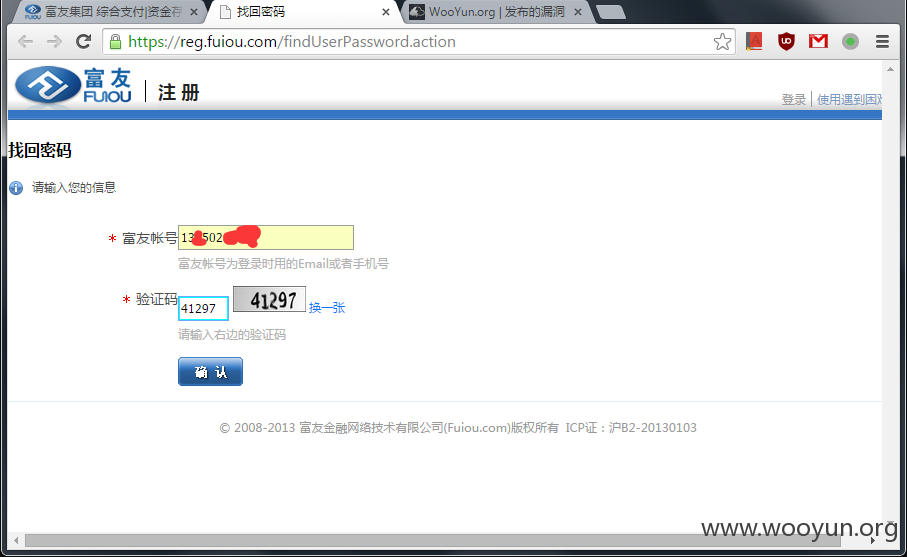 富友集团 综合支付|资金存
找回密码
WooYun.org | 发布的漏洞
https://reg.fuiou.com/findUserPassword.action
富友
FUIOU
注册
登录
使用遇到困难
找回密码
请输入您的信息
* 富友帐号
富友帐号为登录时用的Email或者手机号
* 验证码
41297
41297
换一张
请输入右边的验证码
确 认
© 2008-2013 富友金融网络技术有限公司(Fuiou.com)版权所有 ICP证：沪B2-20130103
www.wooyun.org